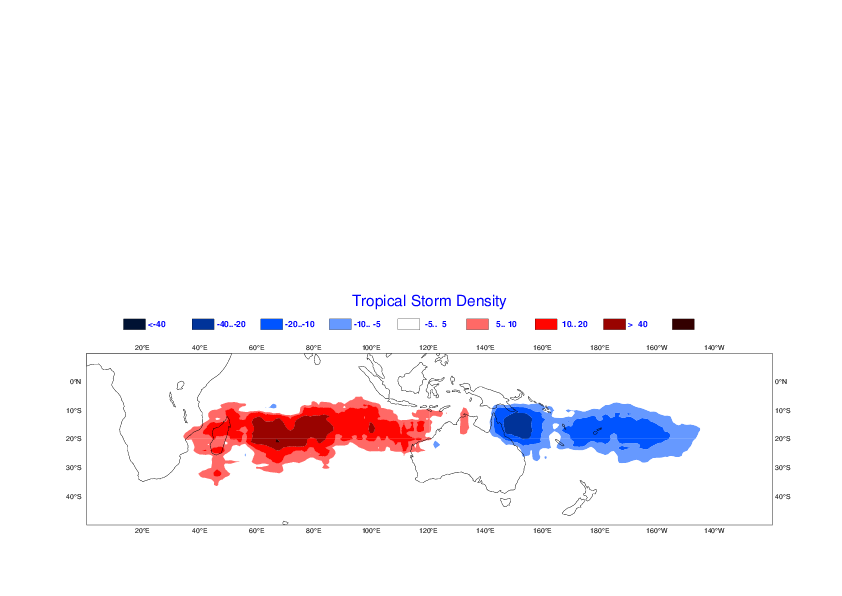 Tropical Storm Density
<-40 -40..-20 -20..-10 -10.. -5 -5.. 5 5.. 10 10.. 20 > 40
20°E 40°E 60°E 80°E 100°E 120°E 140°E 160°E 180°E 160°W 140°W
0°N 0°N
10°S 10°S
20°S 20°S
30°S 30°S
40°S 40°S
20°E 40°E 60°E 80°E 100°E 120°E 140°E 160°E 180°E 160°W 140°W